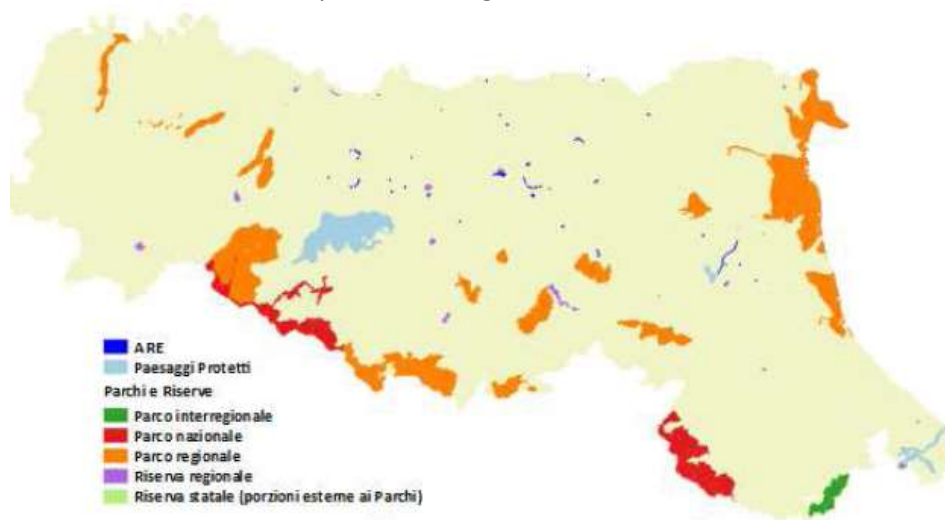 ARE
Paesaggi Protetti
Parchi e Riserve
Parco interregionale
Parco nazionale
Parco regionale
Riserva regionale
Riserva statale (porzioni esterne ai Parchi)